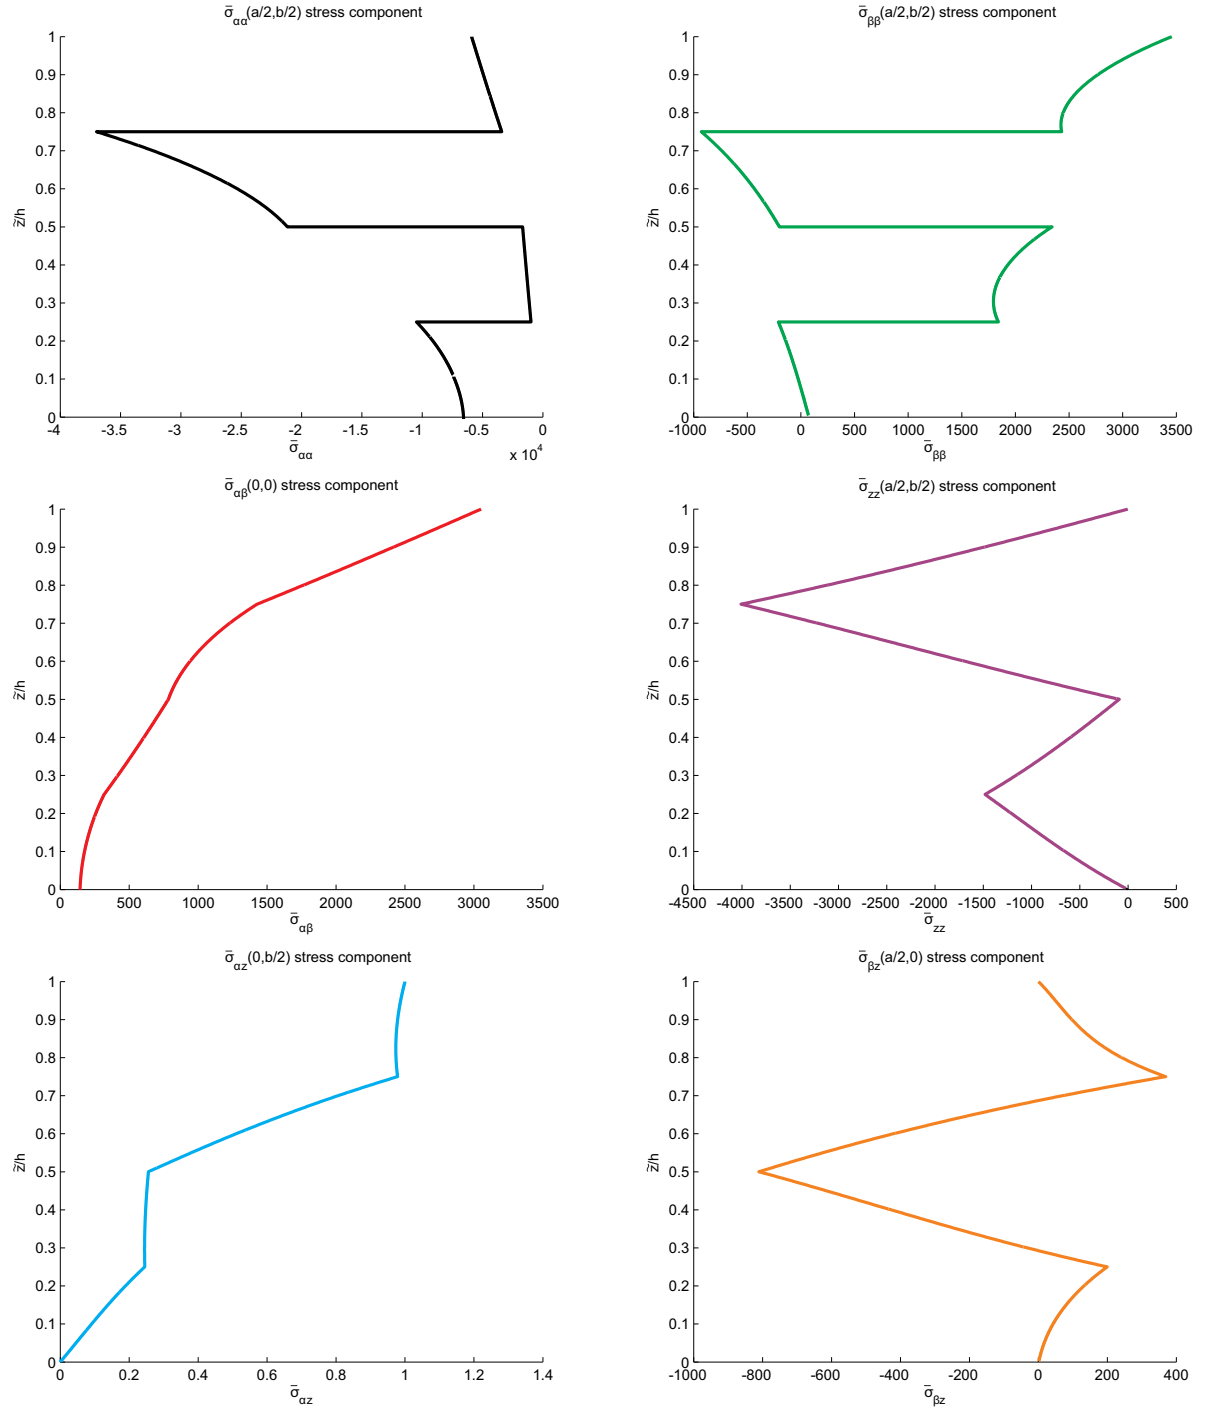 σ̄αα(a/2,b/2) stress component
1
0.9
0.8
0.7
0.6
0.5
0.4
0.3
0.2
0.1
0
z̃/h
-4 -3.5 -3 -2.5 -2 -1.5 -1 -0.5 0
σ̄αα
x 10^4
σ̄ββ(a/2,b/2) stress component
1
0.9
0.8
0.7
0.6
0.5
0.4
0.3
0.2
0.1
0
z̃/h
-1000 -500 0 500 1000 1500 2000 2500 3000 3500
σ̄ββ
σ̄αβ(0,0) stress component
1
0.9
0.8
0.7
0.6
0.5
0.4
0.3
0.2
0.1
0
z̃/h
0 500 1000 1500 2000 2500 3000 3500
σ̄αβ
σ̄zz(a/2,b/2) stress component
1
0.9
0.8
0.7
0.6
0.5
0.4
0.3
0.2
0.1
0
z̃/h
-4500 -4000 -3500 -3000 -2500 -2000 -1500 -1000 -500 0 500
σ̄zz
σ̄αz(0,b/2) stress component
1
0.9
0.8
0.7
0.6
0.5
0.4
0.3
0.2
0.1
0
z̃/h
0 0.2 0.4 0.6 0.8 1 1.2 1.4
σ̄αz
σ̄βz(a/2,0) stress component
1
0.9
0.8
0.7
0.6
0.5
0.4
0.3
0.2
0.1
0
z̃/h
-1000 -800 -600 -400 -200 0 200 400
σ̄βz